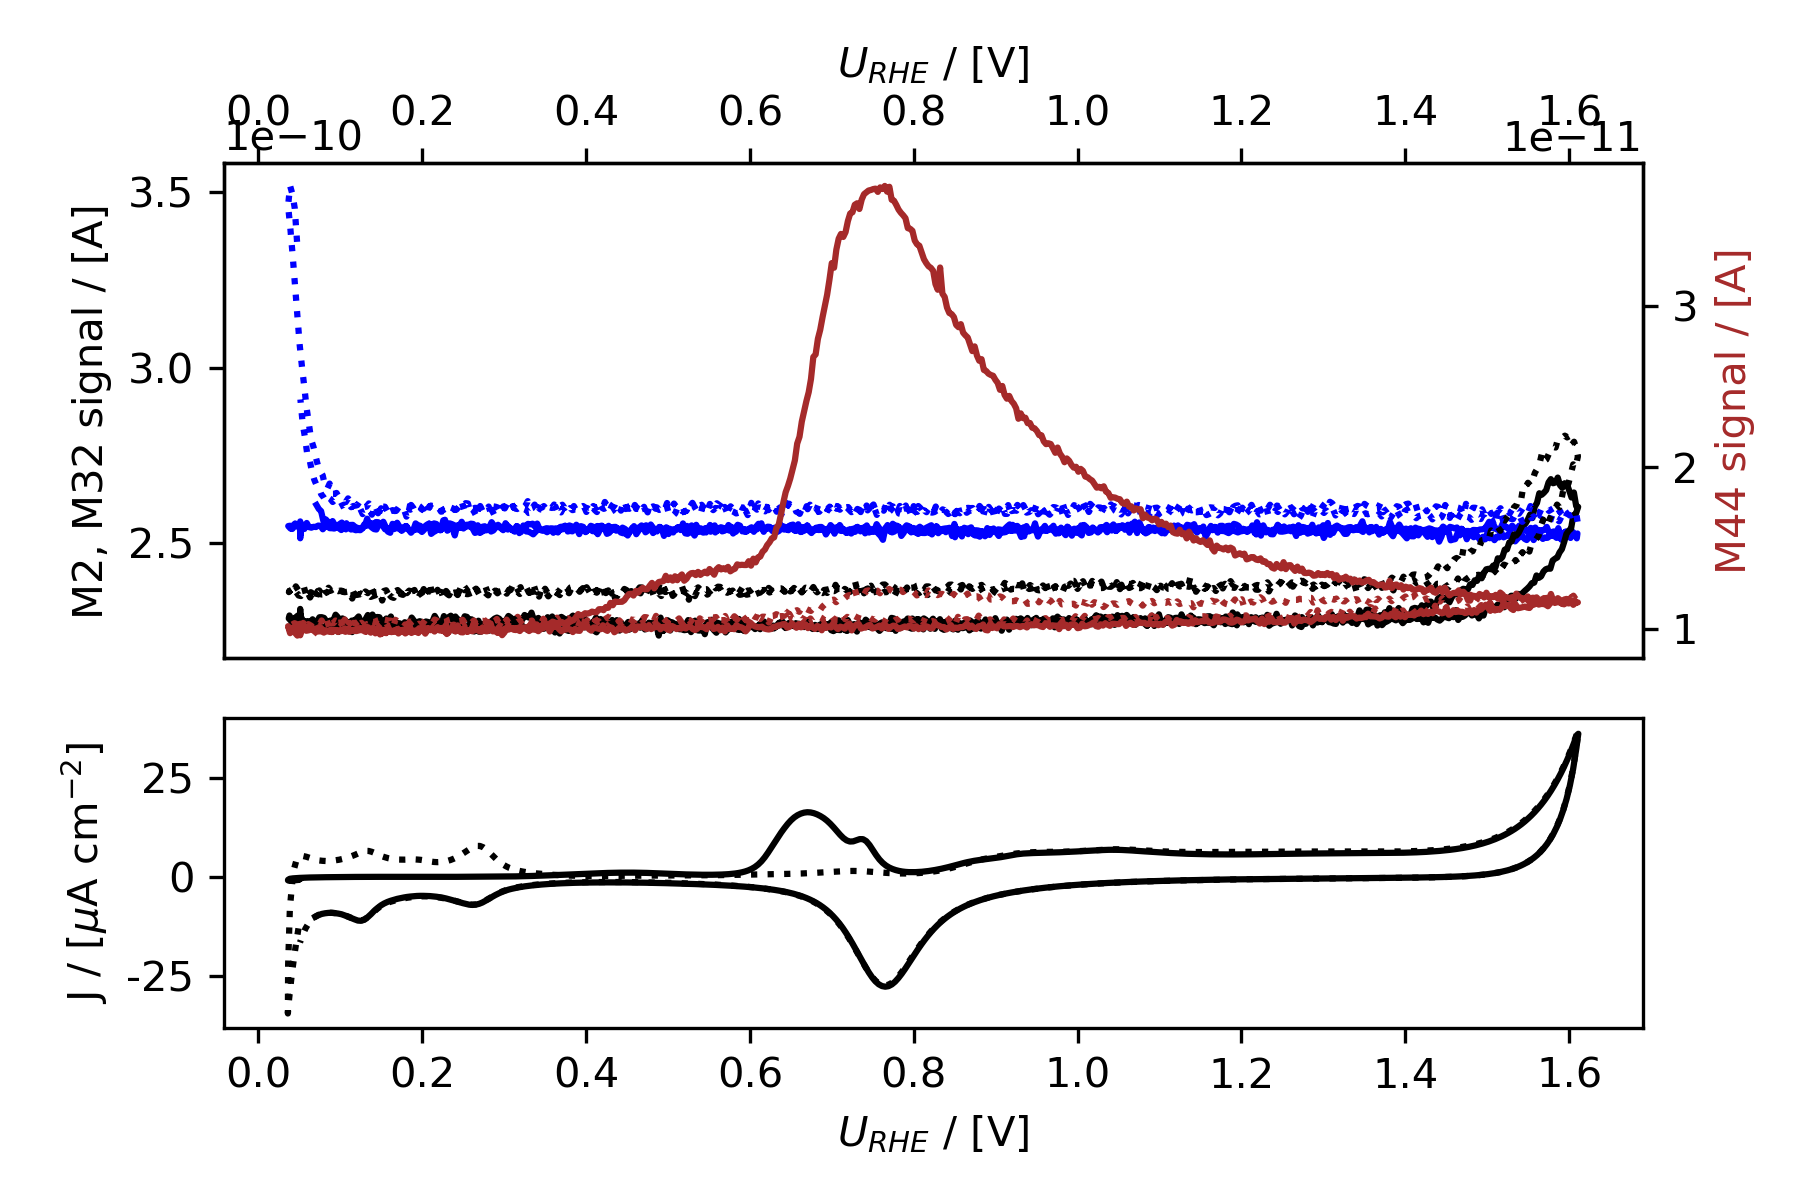 U_RHE / [V]
0.0 0.2 0.4 0.6 0.8 1.0 1.2 1.4 1.6
1e−10 1e−11
3.5
3.0
2.5
M2, M32 signal / [A]
3
2
1
M44 signal / [A]
25
0
-25
J / [μA cm⁻²]
0.0 0.2 0.4 0.6 0.8 1.0 1.2 1.4 1.6
U_RHE / [V]